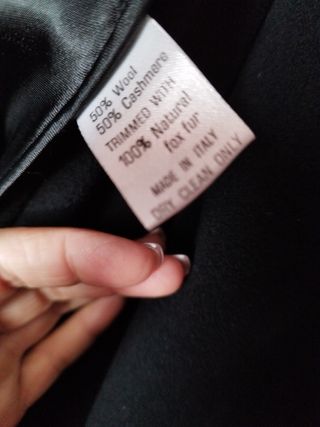 50% Wool
50% Cashmere
TRIMMED WITH
100% Natural
fox fur
MADE IN ITALY
DRY CLEAN ONLY